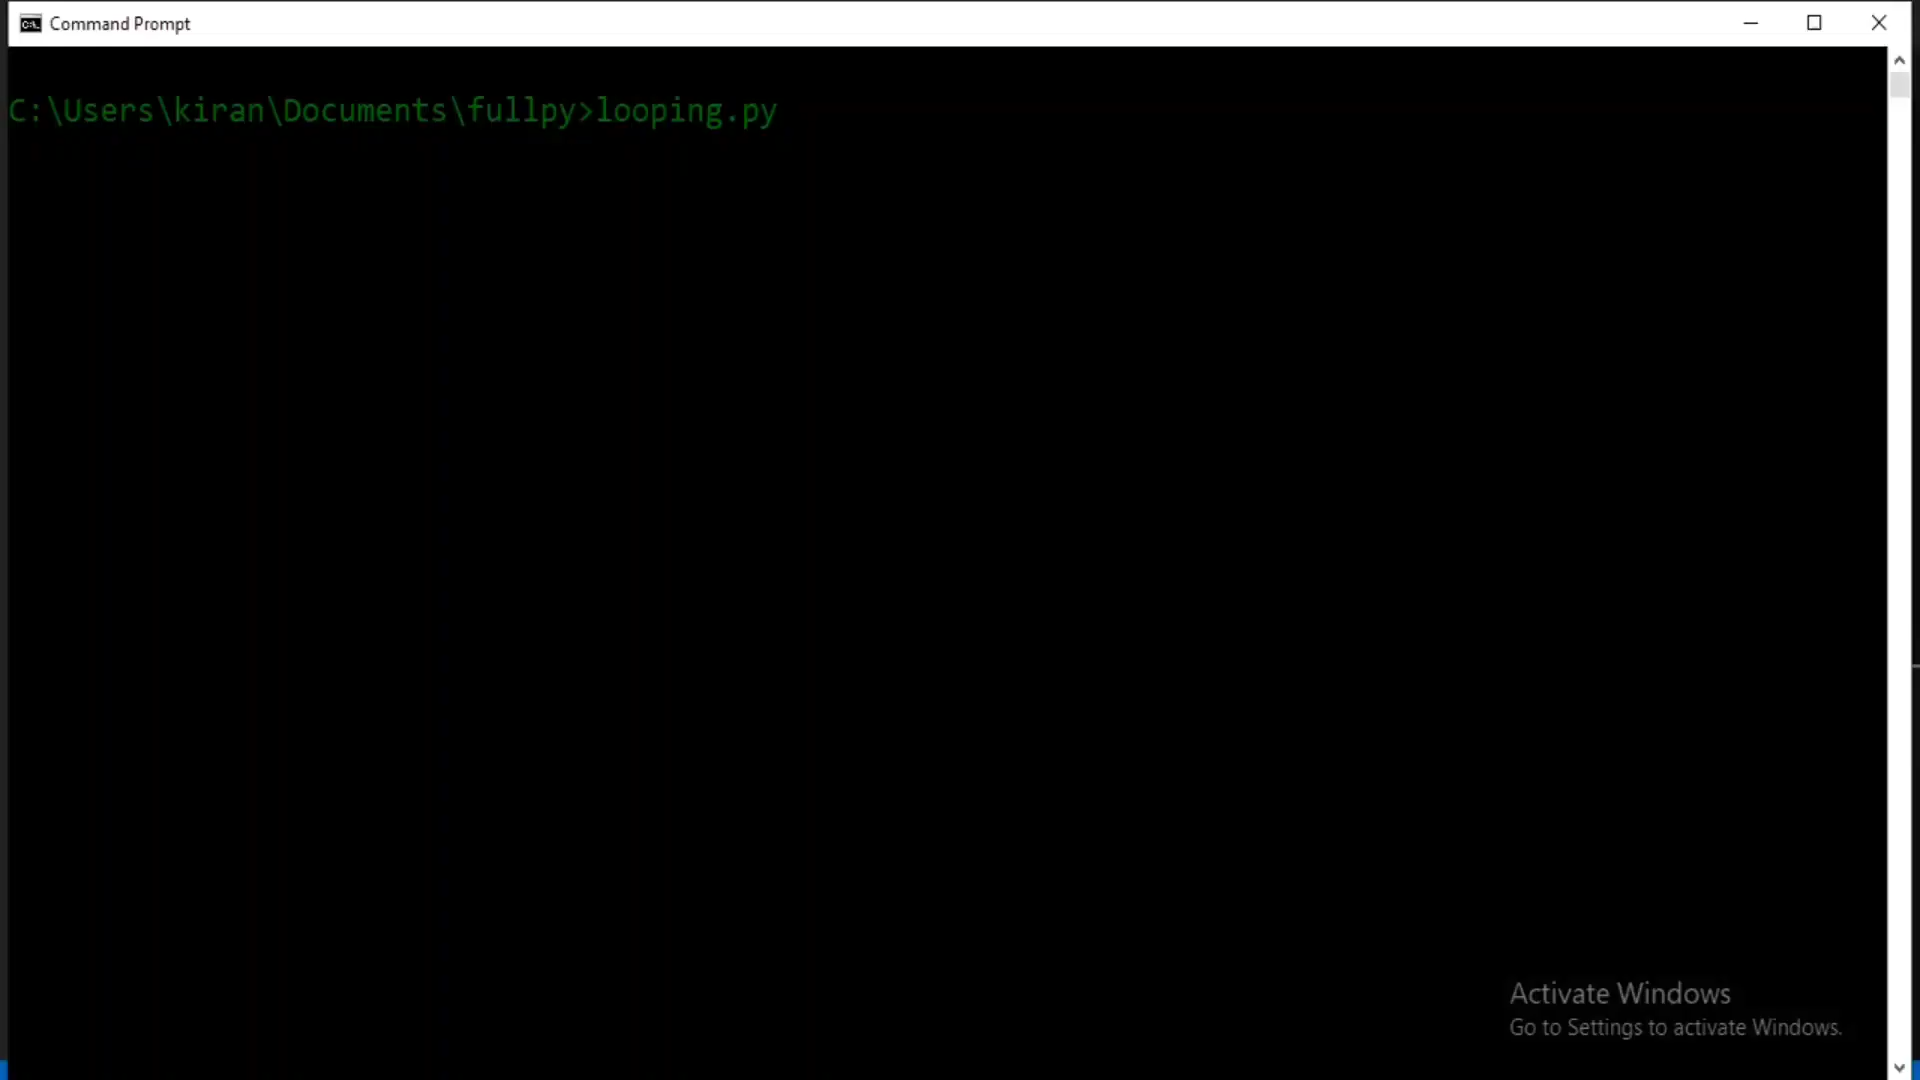 Command Prompt
C:\Users\kiran\Documents\fullpy>looping.py
Activate Windows
Go to Settings to activate Windows.